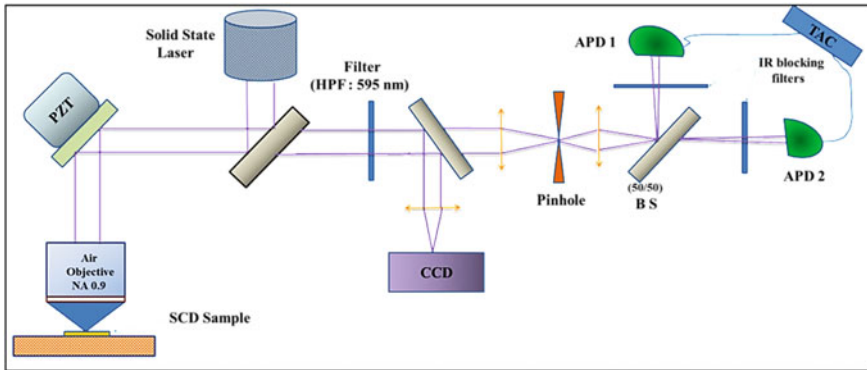 Solid State
Laser
Filter
(HPF: 595 nm)
PZT
APD 1
TAC
IR blocking
filters
APD 2
(50/50)
B S
Pinhole
CCD
Air
Objective
NA 0.9
SCD Sample